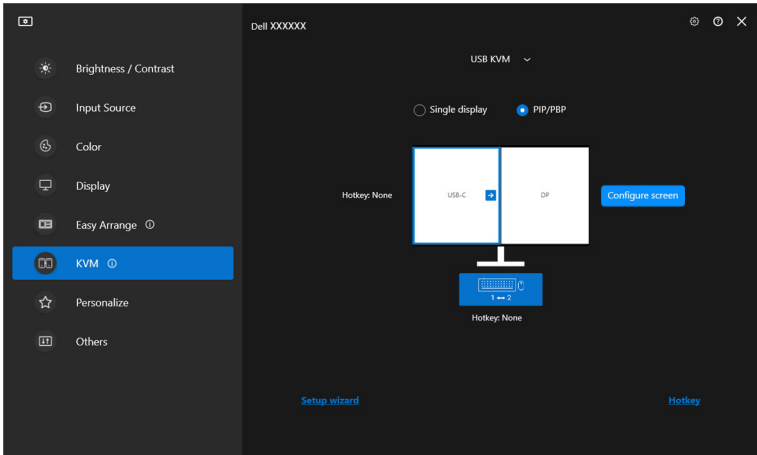 Dell XXXXXX
Brightness / Contrast
Input Source
Color
Display
Easy Arrange
KVM
Personalize
Others
USB KVM
Single display
PIP/PBP
Hotkey: None
USB-C
DP
Configure screen
1 ↔ 2
Hotkey: None
Setup wizard
Hotkey